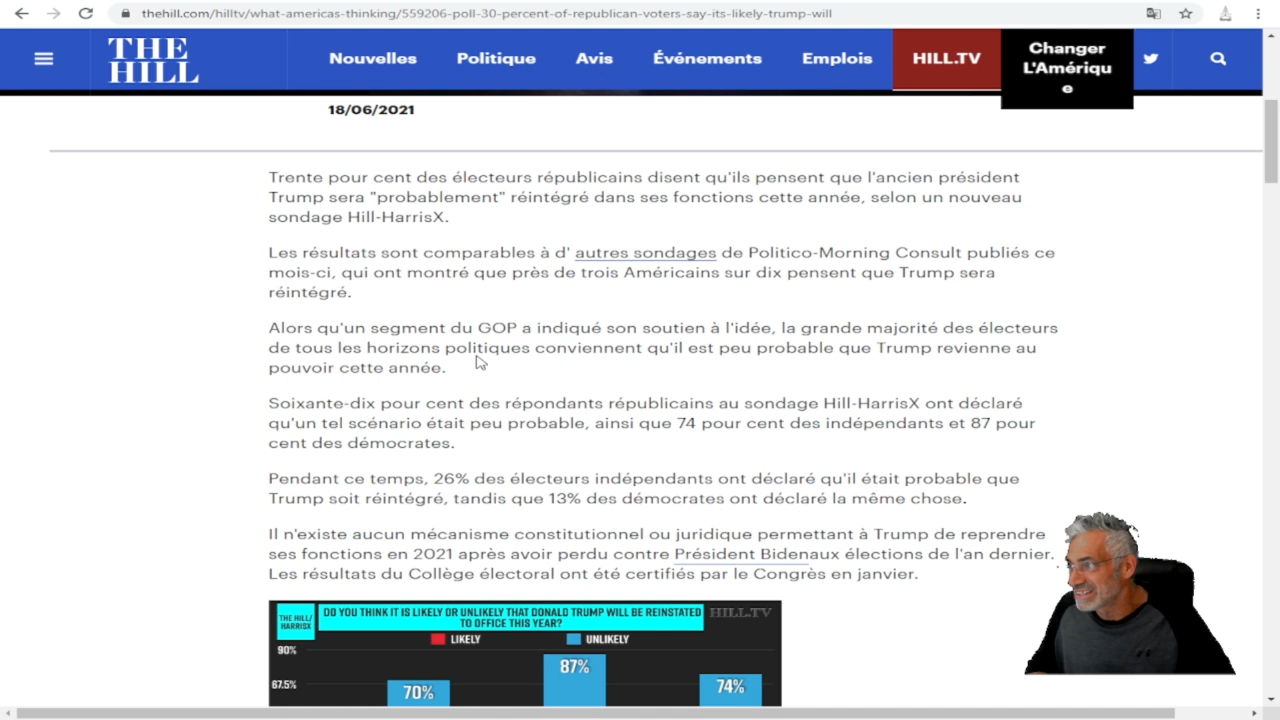 thehill.com/hilltv/what-americas-thinking/559206-poll-30-percent-of-republican-voters-say-its-likely-trump-will
THE HILL
Nouvelles
Politique
Avis
Événements
Emplois
HILL.TV
Changer
L'Amériqu
e
18/06/2021
Trente pour cent des électeurs républicains disent qu'ils pensent que l'ancien président
Trump sera "probablement" réintégré dans ses fonctions cette année, selon un nouveau
sondage Hill-HarrisX.
Les résultats sont comparables à d' autres sondages de Politico-Morning Consult publiés ce
mois-ci, qui ont montré que près de trois Américains sur dix pensent que Trump sera
réintégré.
Alors qu'un segment du GOP a indiqué son soutien à l'idée, la grande majorité des électeurs
de tous les horizons politiques conviennent qu'il est peu probable que Trump revienne au
pouvoir cette année.
Soixante-dix pour cent des répondants républicains au sondage Hill-HarrisX ont déclaré
qu'un tel scénario était peu probable, ainsi que 74 pour cent des indépendants et 87 pour
cent des démocrates.
Pendant ce temps, 26% des électeurs indépendants ont déclaré qu'il était probable que
Trump soit réintégré, tandis que 13% des démocrates ont déclaré la même chose.
Il n'existe aucun mécanisme constitutionnel ou juridique permettant à Trump de reprendre
ses fonctions en 2021 après avoir perdu contre Président Bidenaux élections de l'an dernier.
Les résultats du Collège électoral ont été certifiés par le Congrès en janvier.
THE HILL/
HARRISX
DO YOU THINK IT IS LIKELY OR UNLIKELY THAT DONALD TRUMP WILL BE REINSTATED
TO OFFICE THIS YEAR?
HILL.TV
LIKELY
UNLIKELY
90%
87%
67.5%
70%
74%